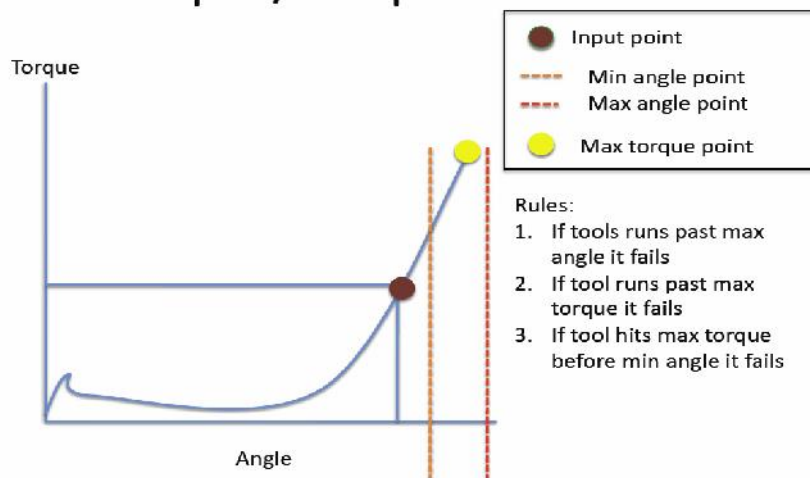 Torque
Angle
Input point
Min angle point
Max angle point
Max torque point
Rules:
1. If tools runs past max
angle it fails
2. If tool runs past max
torque it fails
3. If tool hits max torque
before min angle it fails